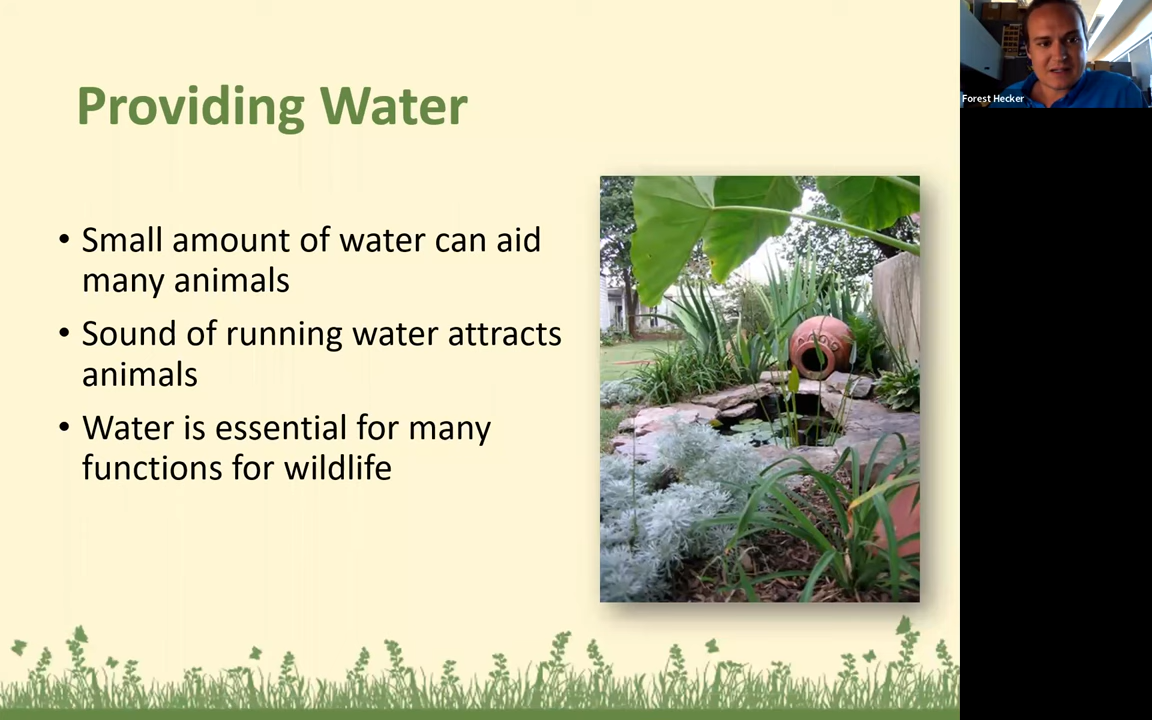 Providing Water
• Small amount of water can aid
many animals
• Sound of running water attracts
animals
• Water is essential for many
functions for wildlife
Forest Hecker